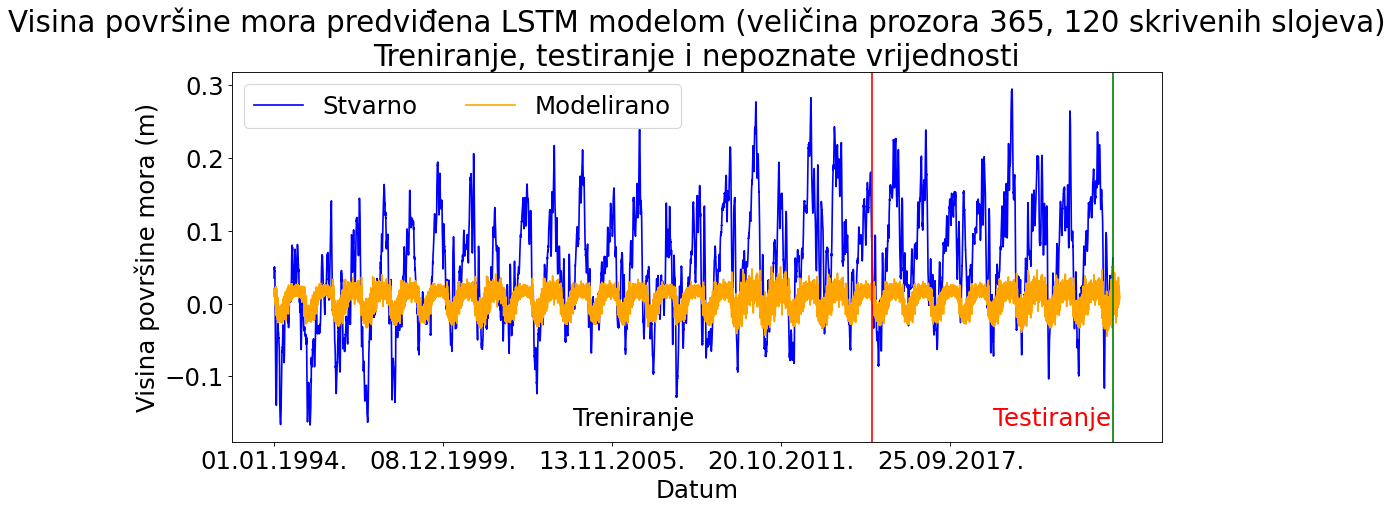 Visina površine mora predviđena LSTM modelom (veličina prozora 365, 120 skrivenih slojeva)
Treniranje, testiranje i nepoznate vrijednosti
Stvarno
Modelirano
Visina površine mora (m)
0.3
0.2
0.1
0.0
−0.1
Treniranje
Testiranje
01.01.1994.
08.12.1999.
13.11.2005.
20.10.2011.
25.09.2017.
Datum